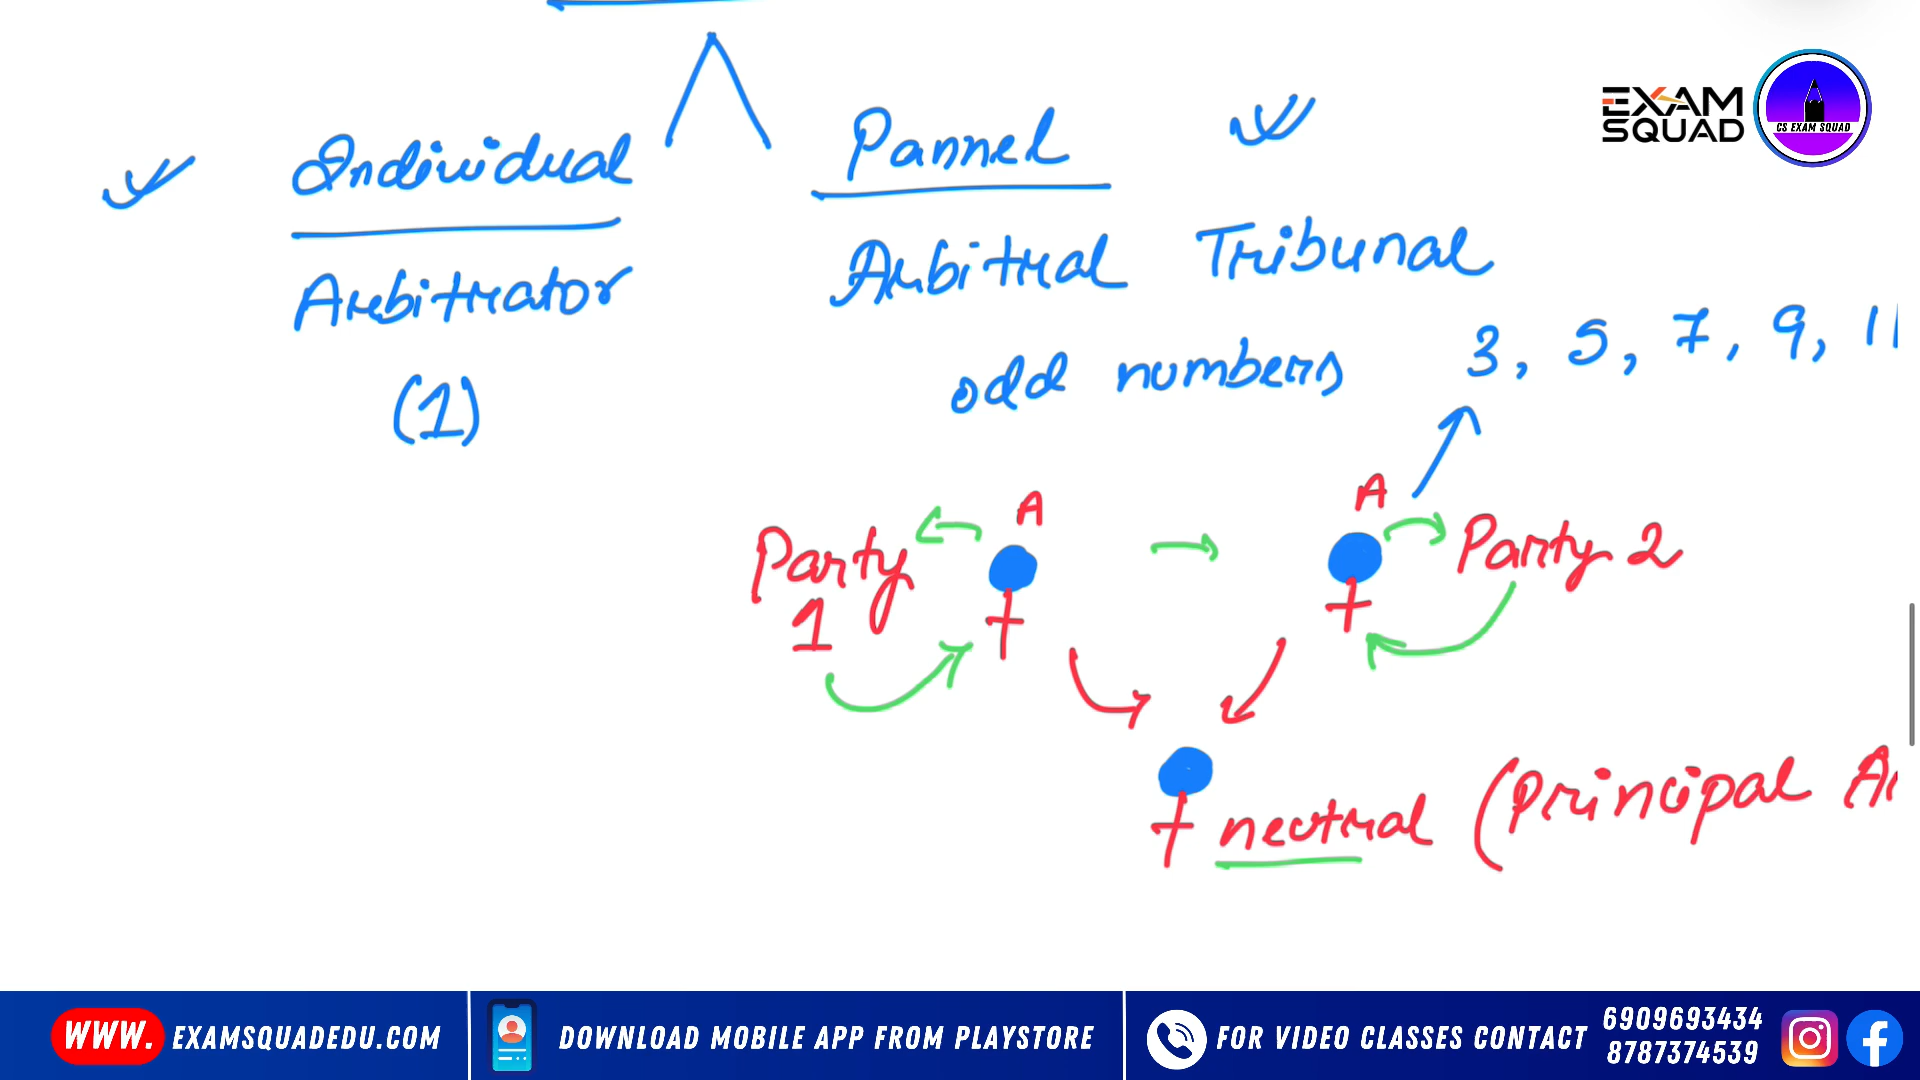 EXAM
SQUAD
CS EXAM SQUAD
Individual
Arbitrator
(1)
Pannel
Arbitral Tribunal
odd numbers 3, 5, 7, 9, 11
A
A
Party
1
Party 2
neutral (Principal
WWW. EXAMSQUADEDU.COM
DOWNLOAD MOBILE APP FROM PLAYSTORE
FOR VIDEO CLASSES CONTACT
6909693434
8787374539